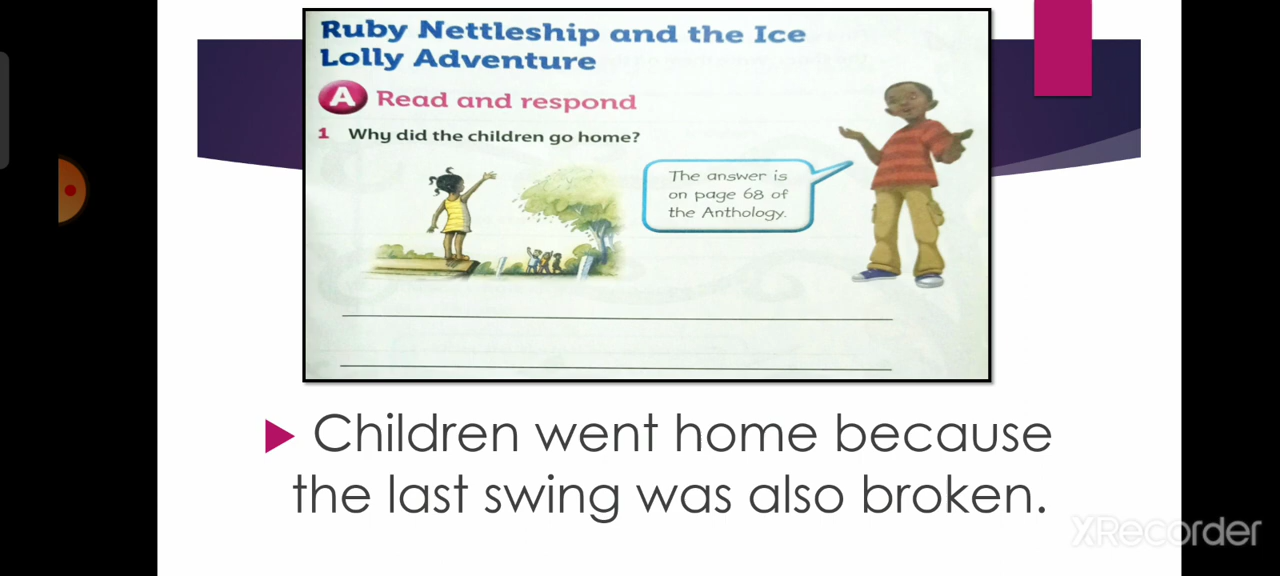 Ruby Nettleship and the Ice
Lolly Adventure
A Read and respond
1 Why did the children go home?
The answer is
on page 68 of
the Anthology.
Children went home because
the last swing was also broken.
XRecorder